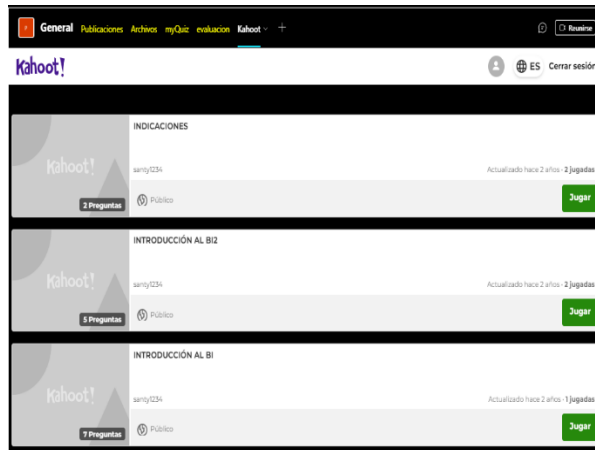 General Publicaciones Archivos myQuiz evaluacion Kahoot Reunirse
Kahoot! ES Cerrar sesión
INDICACIONES
Kahoot!
santy1234 Actualizado hace 2 años · 2 jugadas
2 Preguntas Público Jugar
INTRODUCCIÓN AL BI2
Kahoot!
santy1234 Actualizado hace 2 años · 2 jugadas
5 Preguntas Público Jugar
INTRODUCCIÓN AL BI
Kahoot!
santy1234 Actualizado hace 2 años · 1 jugadas
7 Preguntas Público Jugar